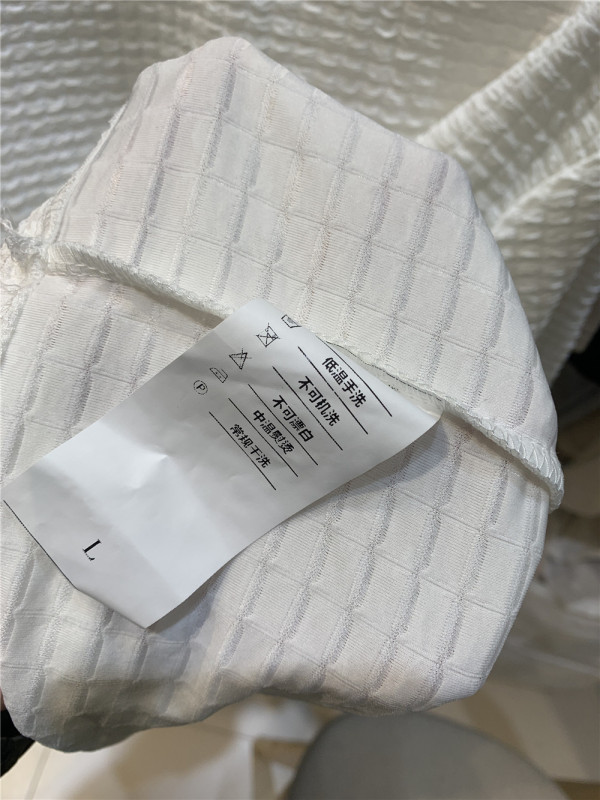 低温手洗
不可机洗
不可漂白
中温熨烫
常规干洗
P
L